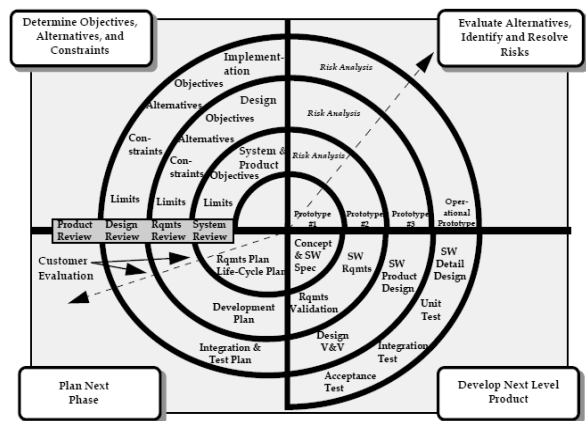 Determine Objectives,
Alternatives, and
Constraints
Evaluate Alternatives,
Identify and Resolve
Risks
Implement-
ation
Risk Analysis
Objectives
Design
Alternatives
Objectives
Risk Analysis
Con-
straints
Alternatives
System &
Product
Risk Analysis
Con-
straints
Objectives
Limits
Limits
Limits
Prototype
#1
Prototype
#2
Prototype
#3
Oper-
ational
Prototype
Product
Review
Design
Review
Rqmts
Review
System
Review
Customer
Evaluation
Rqmts Plan
Life-Cycle Plan
Concept
& SW
Spec
SW
Rqmts
SW
Product
Design
SW
Detail
Design
Development
Plan
Rqmts
Validation
Unit
Test
Integration &
Test Plan
Design
V&V
Integration
Test
Acceptance
Test
Plan Next
Phase
Develop Next Level
Product